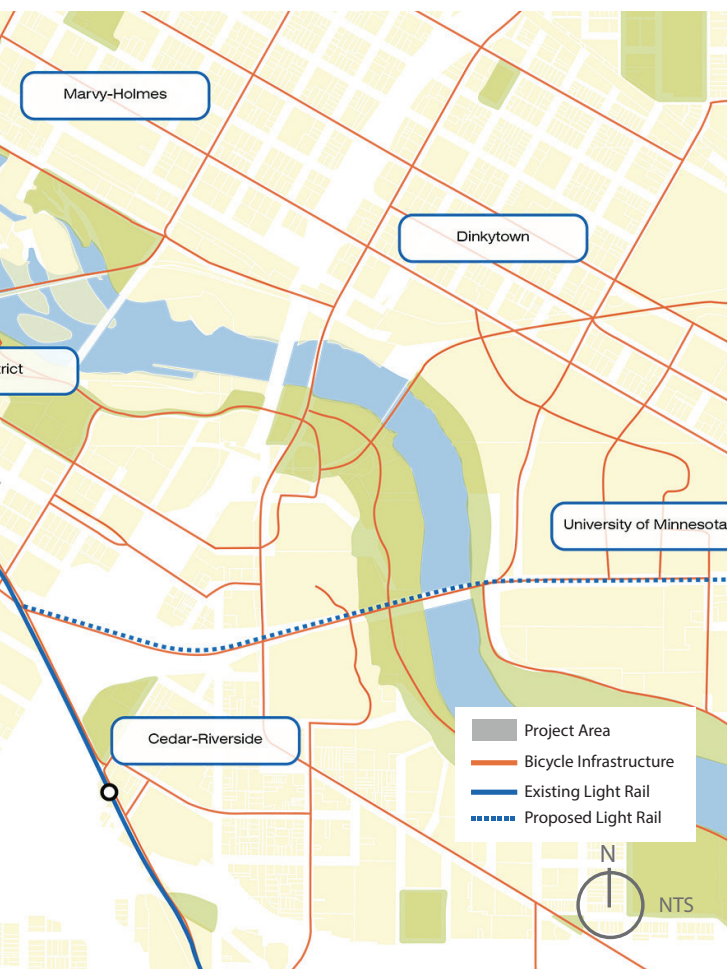 Marvy-Holmes
Dinkytown
trict
University of Minnesota
Cedar-Riverside
Project Area
Bicycle Infrastructure
Existing Light Rail
Proposed Light Rail
N
NTS